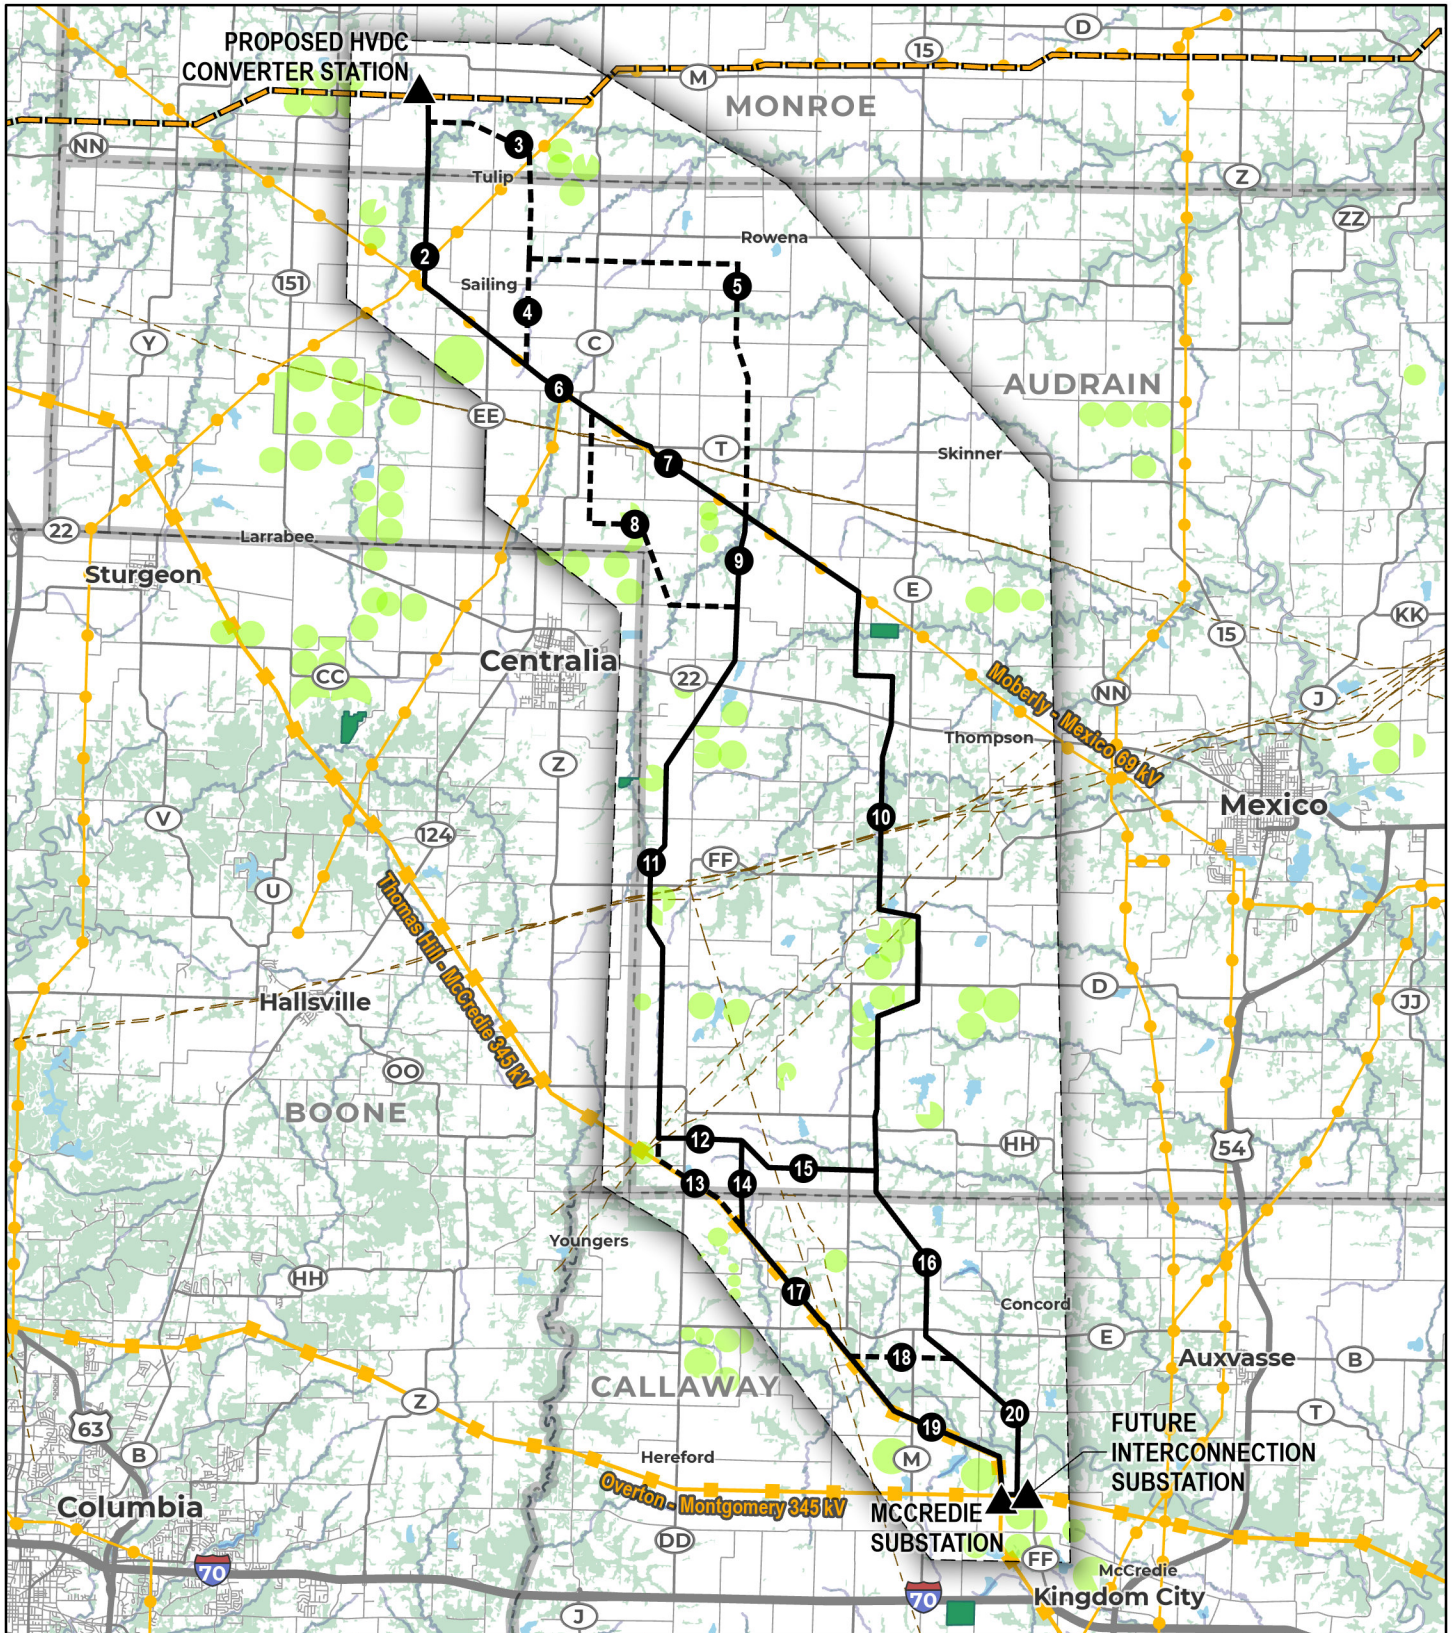 D
PROPOSED HVDC
CONVERTER STATION
15
M
MONROE
3
NN
Tulip
Z
ZZ
Rowena
2
151
Sailing
5
4
Y
C
6
AUDRAIN
EE
T
Skinner
7
22
8
Larrabee
9
Sturgeon
E
KK
15
Centralia
22
CC
Moberly - Mexico 69 kV
NN
J
Thompson
Z
Mexico
V
10
124
11
FF
U
Thomas Hill - McCredie 345 kV
D
Hallsville
JJ
OO
BOONE
12
HH
54
15
13
14
Youngers
16
HH
17
Concord
E
18
Auxvasse
B
CALLAWAY
Z
20
T
63
19
FUTURE
INTERCONNECTION
SUBSTATION
B
Hereford
M
Overton - Montgomery 345 kV
Columbia
MCCREDIE
SUBSTATION
DD
FF
70
McCredie
70
Kingdom City
J